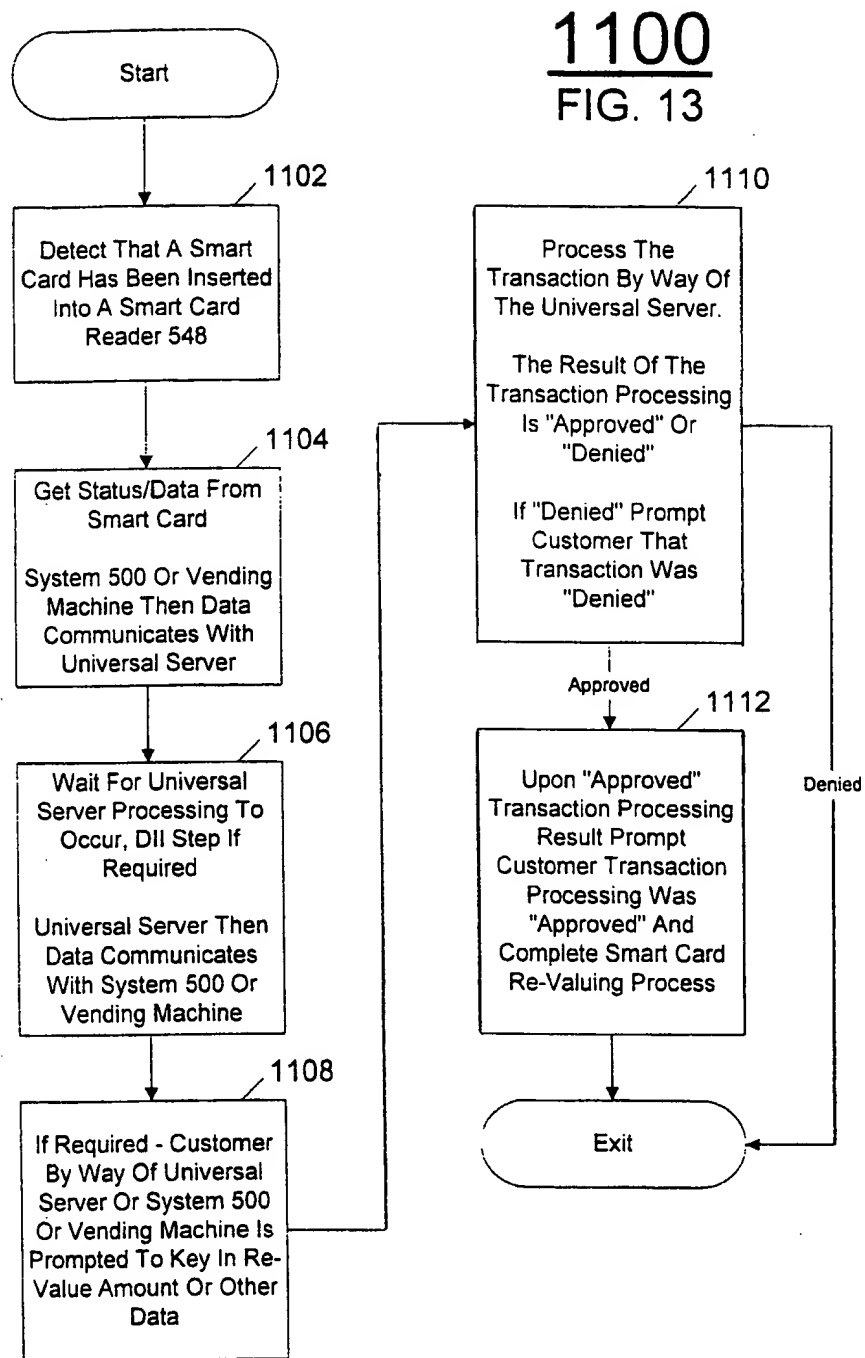 1100
FIG. 13
Start
1102
Detect That A Smart
Card Has Been Inserted
Into A Smart Card
Reader 548
1104
Get Status/Data From
Smart Card
System 500 Or Vending
Machine Then Data
Communicates With
Universal Server
1106
Wait For Universal
Server Processing To
Occur, DII Step If
Required
Universal Server Then
Data Communicates
With System 500 Or
Vending Machine
1108
If Required - Customer
By Way Of Universal
Server Or System 500
Or Vending Machine Is
Prompted To Key In Re-
Value Amount Or Other
Data
1110
Process The
Transaction By Way Of
The Universal Server.
The Result Of The
Transaction Processing
Is "Approved" Or
"Denied"
If "Denied" Prompt
Customer That
Transaction Was
"Denied"
Approved
Denied
1112
Upon "Approved"
Transaction Processing
Result Prompt
Customer Transaction
Processing Was
"Approved" And
Complete Smart Card
Re-Valuing Process
Exit